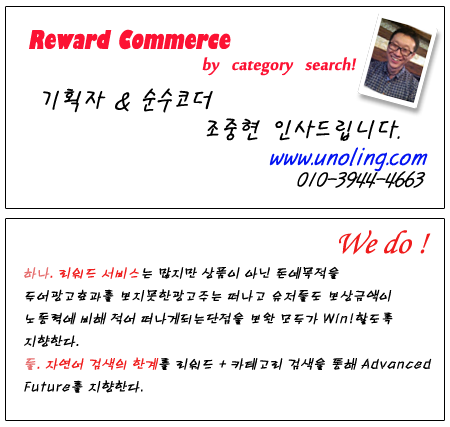 Reward Commerce
by category search!
기획자 & 순수코더
조중현 인사드립니다.
www.unoling.com
010-3944-4663
We do !
하나. 리워드 서비스는 많지만 상품이 아닌 돈에목적을
두어광고효과를 보지못한광고주는 떠나고 유저들도 보상금액이
노동력에 비해 적어 떠나게되는단점을 보완 모두가 Win!할도록
지향한다.
둘. 자연어 검색의 한계를 리워드 + 카테고리 검색을 통해 Advanced
Future를 지향한다.